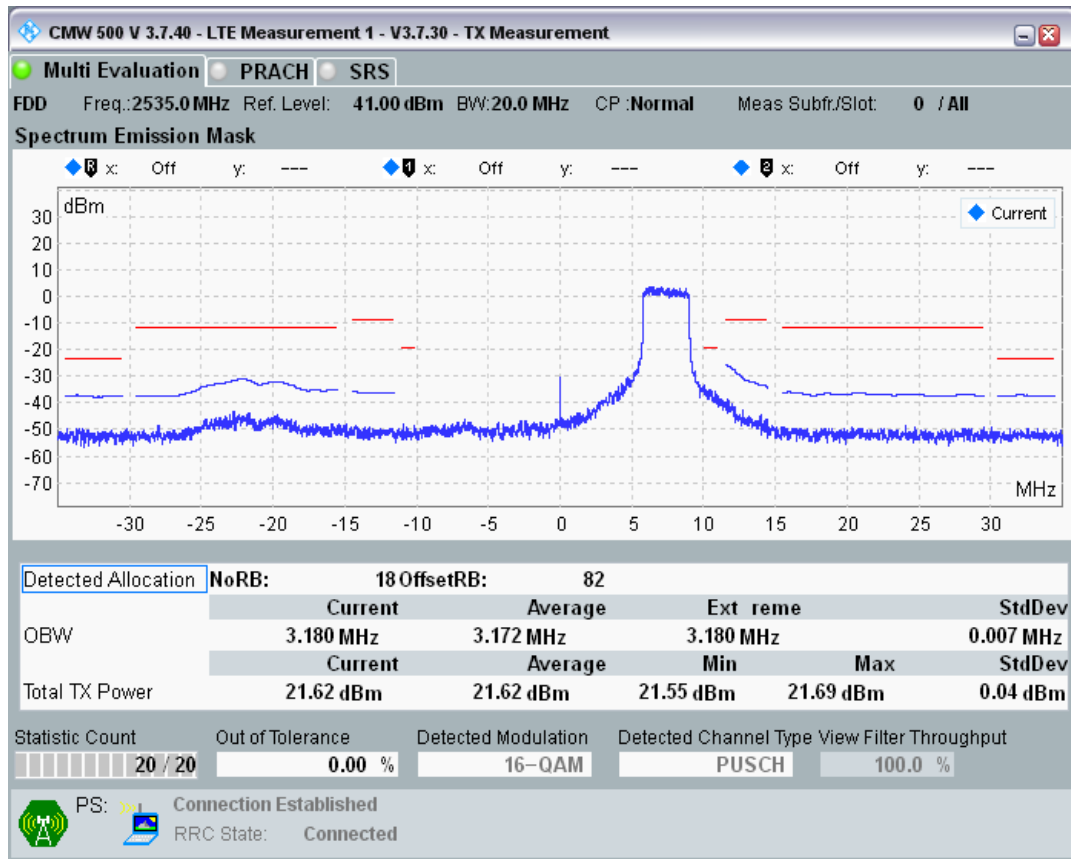 CMW 500 V 3.7.40 - LTE Measurement 1 - V3.7.30 - TX Measurement
Multi Evaluation PRACH SRS
FDD Freq.:2535.0 MHz Ref. Level: 41.00 dBm BW:20.0 MHz CP :Normal Meas Subfr./Slot: 0 / All
Spectrum Emission Mask
R x: Off y: --- 1 x: Off y: --- 2 x: Off y: ---
dBm
Current
30
20
10
0
-10
-20
-30
-40
-50
-60
-70
MHz
-30 -25 -20 -15 -10 -5 0 5 10 15 20 25 30
Detected Allocation NoRB: 18 OffsetRB: 82
Current Average Ext reme StdDev
OBW 3.180 MHz 3.172 MHz 3.180 MHz 0.007 MHz
Current Average Min Max StdDev
Total TX Power 21.62 dBm 21.62 dBm 21.55 dBm 21.69 dBm 0.04 dBm
Statistic Count Out of Tolerance Detected Modulation Detected Channel Type View Filter Throughput
20 / 20 0.00 % 16-QAM PUSCH 100.0 %
PS: Connection Established
RRC State: Connected